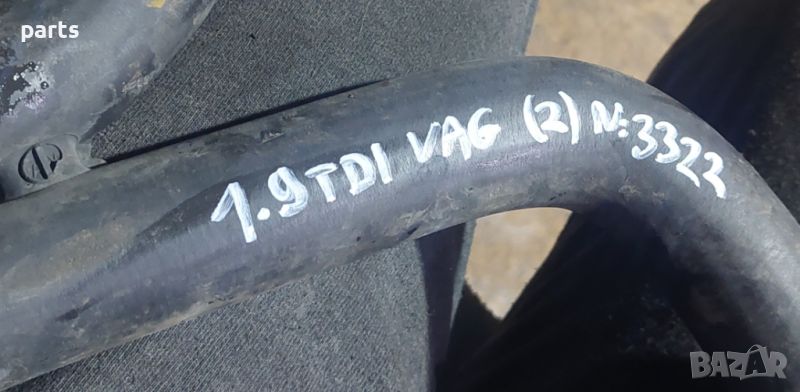 parts
1.9TDI VAG (2) N:3322
BAZAR